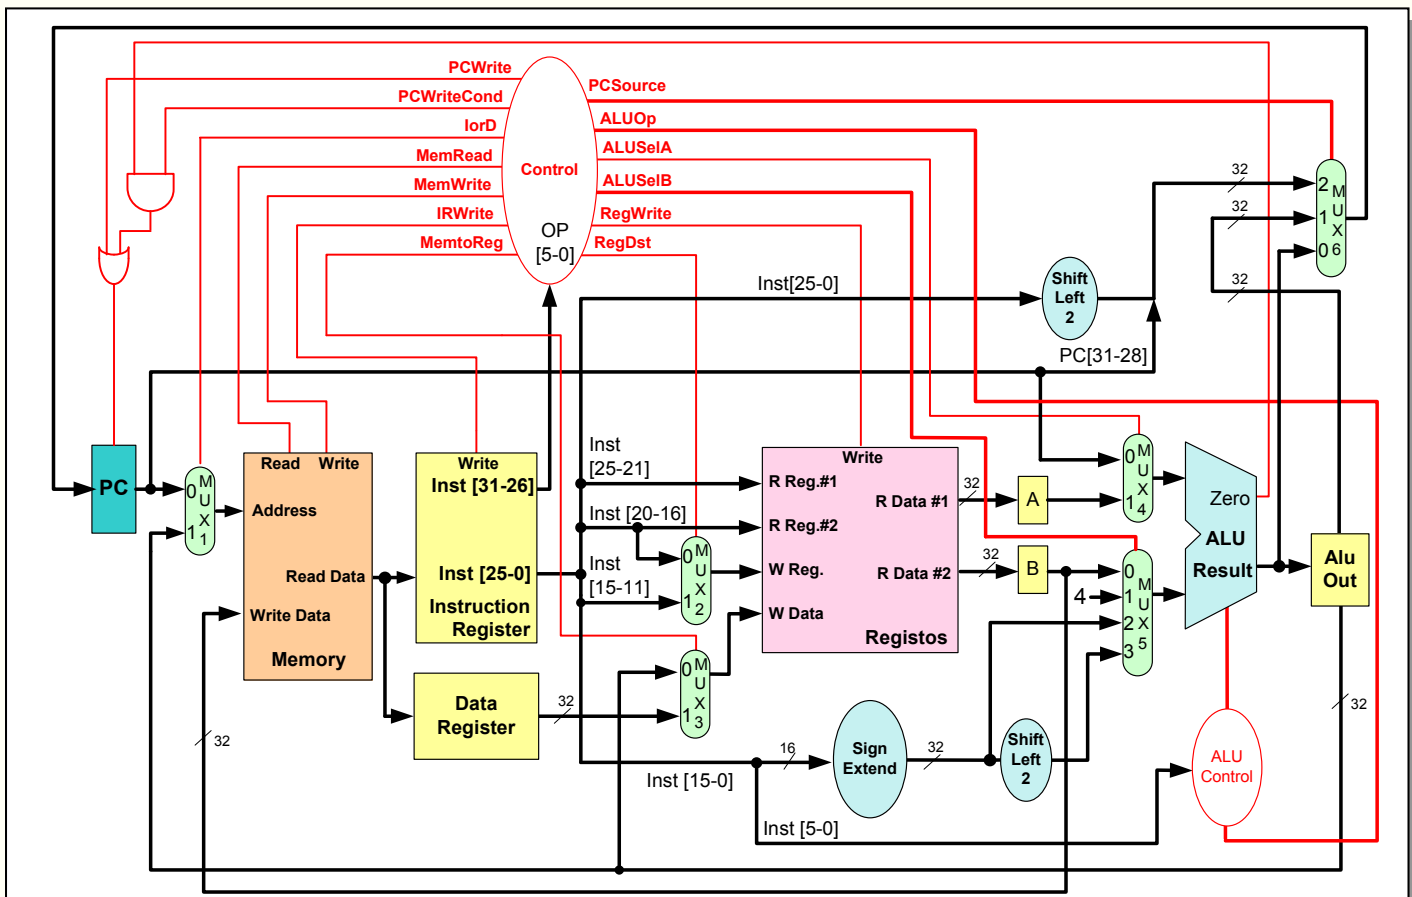 PCWrite
PCWriteCond
IorD
MemRead
MemWrite
IRWrite
MemtoReg
Control
OP
[5-0]
PCSource
ALUOp
ALUSelA
ALUSelB
RegWrite
RegDst
Inst[25-0]
Shift
Left
2
PC[31-28]
32
32
32
2
1
0
M
U
X
6
PC
0
1
M
U
X
1
Read Write
Address
Read Data
Write Data
Memory
32
Write
Inst [31-26]
Inst [25-0]
Instruction
Register
Data
Register
32
Inst
[25-21]
Inst [20-16]
Inst
[15-11]
0
1
M
U
X
2
0
1
M
U
X
3
Write
R Reg.#1
R Reg.#2
W Reg.
W Data
R Data #1
R Data #2
Registos
32
32
A
B
0
1
M
U
X
4
4
0
1
2
3
M
U
X
5
Zero
ALU
Result
Alu
Out
32
Inst [15-0]
16
Sign
Extend
32
Shift
Left
2
Inst [5-0]
ALU
Control